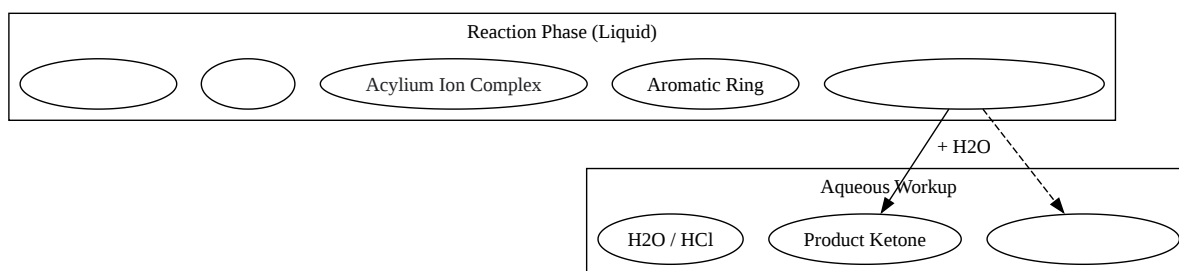 Reaction Phase (Liquid)
Acylium Ion Complex
Aromatic Ring
+ H2O
Aqueous Workup
H2O / HCl
Product Ketone